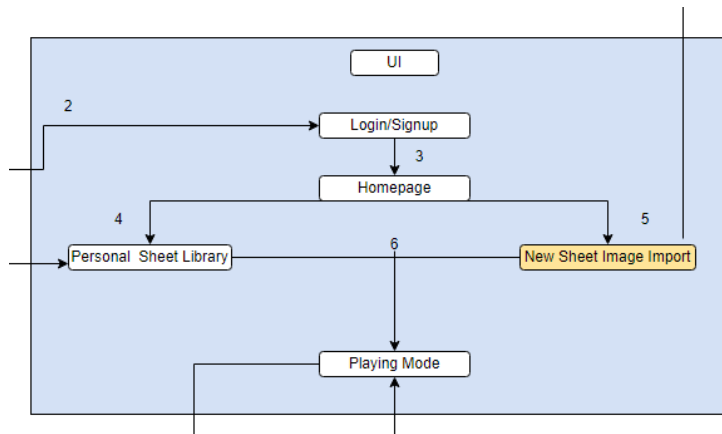 UI
2
Login/Signup
3
Homepage
4
5
6
Personal  Sheet Library
New Sheet Image Import
Playing Mode